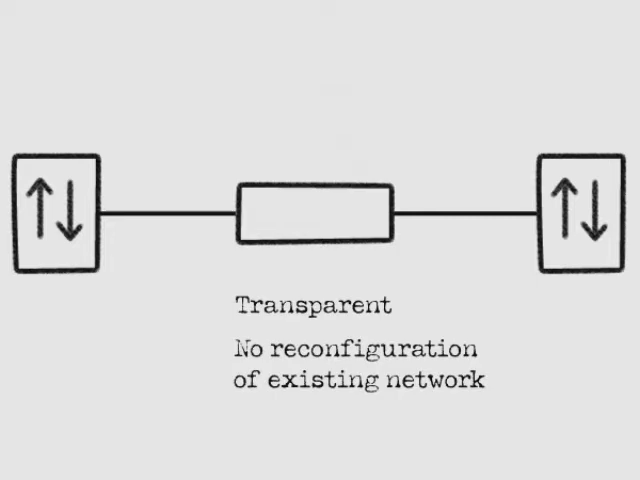 Transparent
No reconfiguration
of existing network